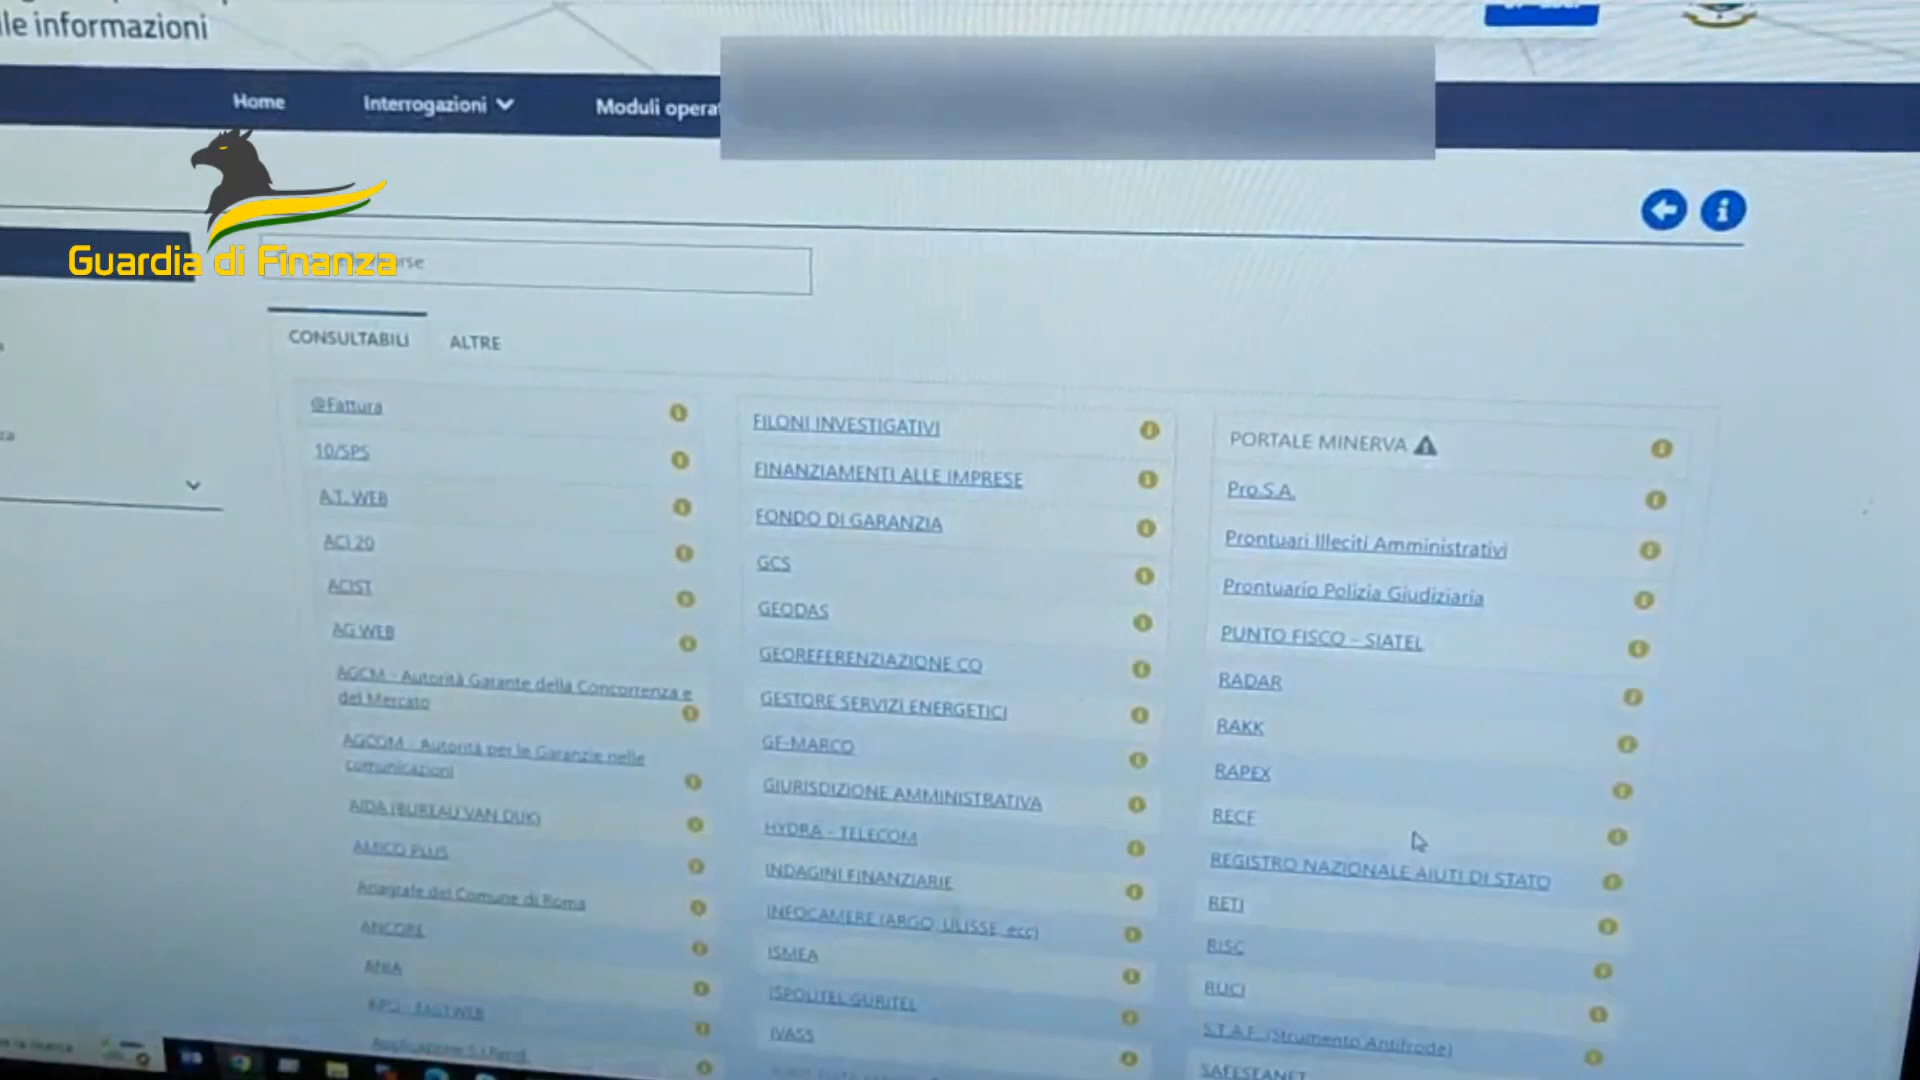 lle informazioni
Home
Interrogazioni
Moduli opera
Guardia di Finanza
CONSULTABILI
ALTRE
@Fattura
10/SPS
A.T. WEB
ACI 20
ACIST
AG WEB
AGCM - Autorità Garante della Concorrenza e
del Mercato
AGCOM - Autorità per le Garanzie nelle
comunicazioni
AIDA (BUREAU VAN DIJK)
AMICO PLUS
Anagrafe del Comune di Roma
ANCORE
ANIA
FILONI INVESTIGATIVI
FINANZIAMENTI ALLE IMPRESE
FONDO DI GARANZIA
GCS
GEODAS
GEOREFERENZIAZIONE CO
GESTORE SERVIZI ENERGETICI
GE-MARCO
GIURISDIZIONE AMMINISTRATIVA
HYDRA - TELECOM
INDAGINI FINANZIARIE
INFOCAMERE (ARGO, ULISSE, ecc)
ISMEA
ISPOLITEL GURITEL
IVASS
PORTALE MINERVA
Pro.S.A.
Prontuari Illeciti Amministrativi
Prontuario Polizia Giudiziaria
PUNTO FISCO - SIATEL
RADAR
RAKK
RAPEX
RECE
REGISTRO NAZIONALE AIUTI DI STATO
RETI
RISC
RUCI
S.T.A.F. (Strumento Antifrode)
SAFESEANET